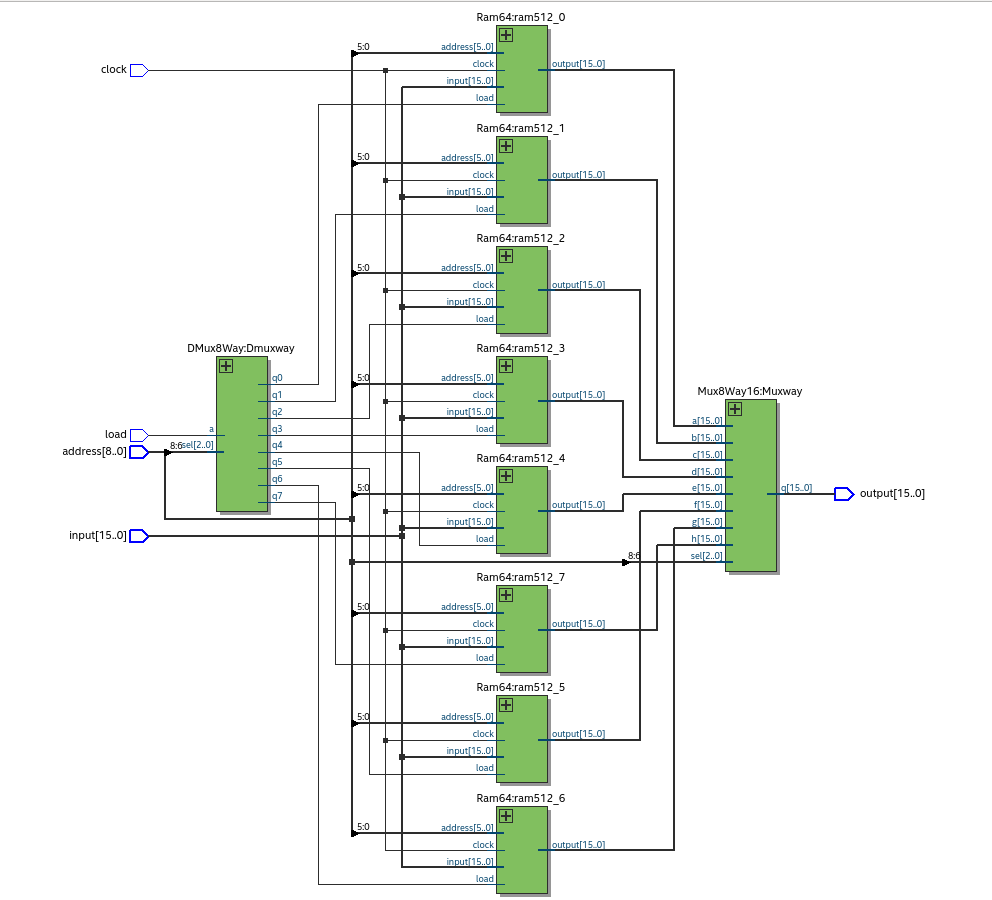 Ram64:ram512_0
5:0
address[5..0]
clock
clock
output[15..0]
input[15..0]
load
Ram64:ram512_1
5:0
address[5..0]
clock
output[15..0]
input[15..0]
load
Ram64:ram512_2
5:0
address[5..0]
clock
output[15..0]
input[15..0]
load
DMux8Way:Dmuxway
q0
q1
q2
q3
q4
q5
q6
q7
a
8:6
sel[2..0]
load
address[8..0]
input[15..0]
Ram64:ram512_3
5:0
address[5..0]
clock
output[15..0]
input[15..0]
load
Ram64:ram512_4
5:0
address[5..0]
clock
output[15..0]
input[15..0]
load
Mux8Way16:Muxway
a[15..0]
b[15..0]
c[15..0]
d[15..0]
e[15..0]
f[15..0]
g[15..0]
h[15..0]
8:6
sel[2..0]
q[15..0]
output[15..0]
Ram64:ram512_7
5:0
address[5..0]
clock
output[15..0]
input[15..0]
load
Ram64:ram512_5
5:0
address[5..0]
clock
output[15..0]
input[15..0]
load
Ram64:ram512_6
5:0
address[5..0]
clock
output[15..0]
input[15..0]
load